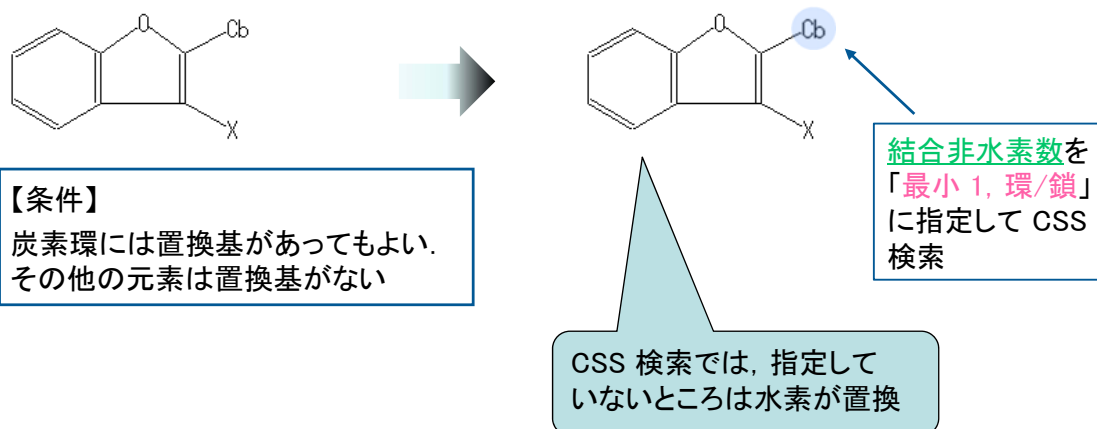 O
Cb
X
O
Cb
X
【条件】
炭素環には置換基があってもよい.
その他の元素は置換基がない
結合非水素数を
「最小 1, 環/鎖」
に指定して CSS
検索
CSS 検索では, 指定して
いないところは水素が置換